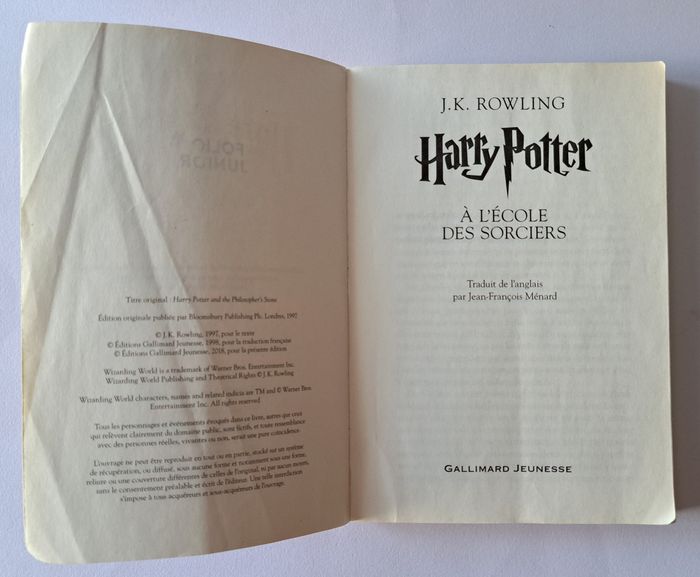 FOLIO
JUNIOR
Titre original : Harry Potter and the Philosopher's Stone
Édition originale publiée par Bloomsbury Publishing Plc. Londres, 1997
© J.K. Rowling, 1997, pour le texte
© Éditions Gallimard Jeunesse, 1998, pour la traduction française
© Éditions Gallimard Jeunesse, 2018, pour la présente édition
Wizarding World is a trademark of Warner Bros. Entertainment Inc.
Wizarding World Publishing and Theatrical Rights © J.K. Rowling
Wizarding World characters, names and related indicia are TM and © Warner Bros.
Entertainment Inc. All rights reserved
Tous les personnages et événements évoqués dans ce livre, autres que ceux
qui relèvent clairement du domaine public, sont fictifs, et toute ressemblance
avec des personnes réelles, vivantes ou non, serait une pure coïncidence.
L'ouvrage ne peut être reproduit en tout ou en partie, stocké sur un système
de récupération, ou diffusé, sous aucune forme et notamment sous une forme,
reliure ou une couverture différentes de celles de l'original, ni par aucun moyen,
sans le consentement préalable et écrit de l'éditeur. Une telle interdiction
s'impose à tous acquéreurs et sous-acquéreurs de l'ouvrage.
J.K. ROWLING
Harry Potter
À L'ÉCOLE
DES SORCIERS
Traduit de l'anglais
par Jean-François Ménard
GALLIMARD JEUNESSE